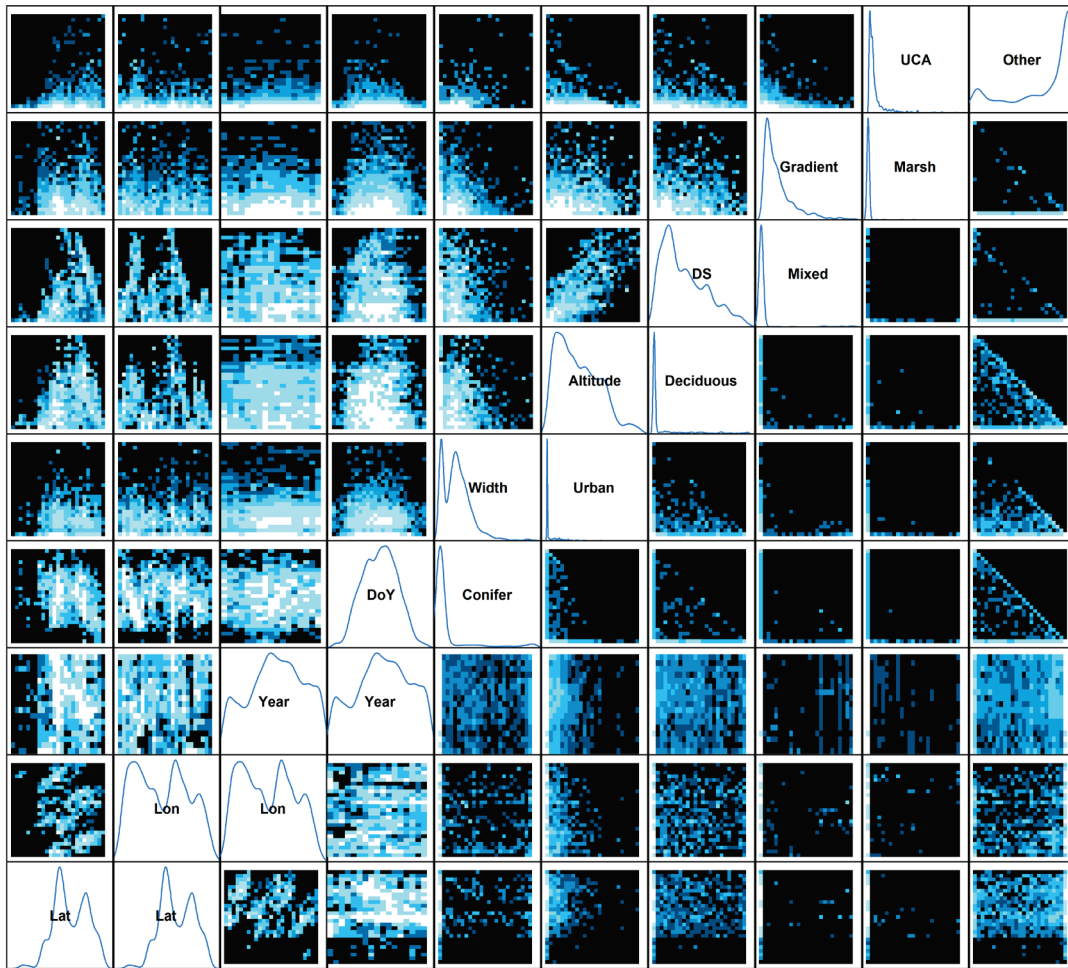 UCA Other
Gradient Marsh
DS Mixed
Altitude Deciduous
Width Urban
DoY Conifer
Year Year
Lon Lon
Lat Lat